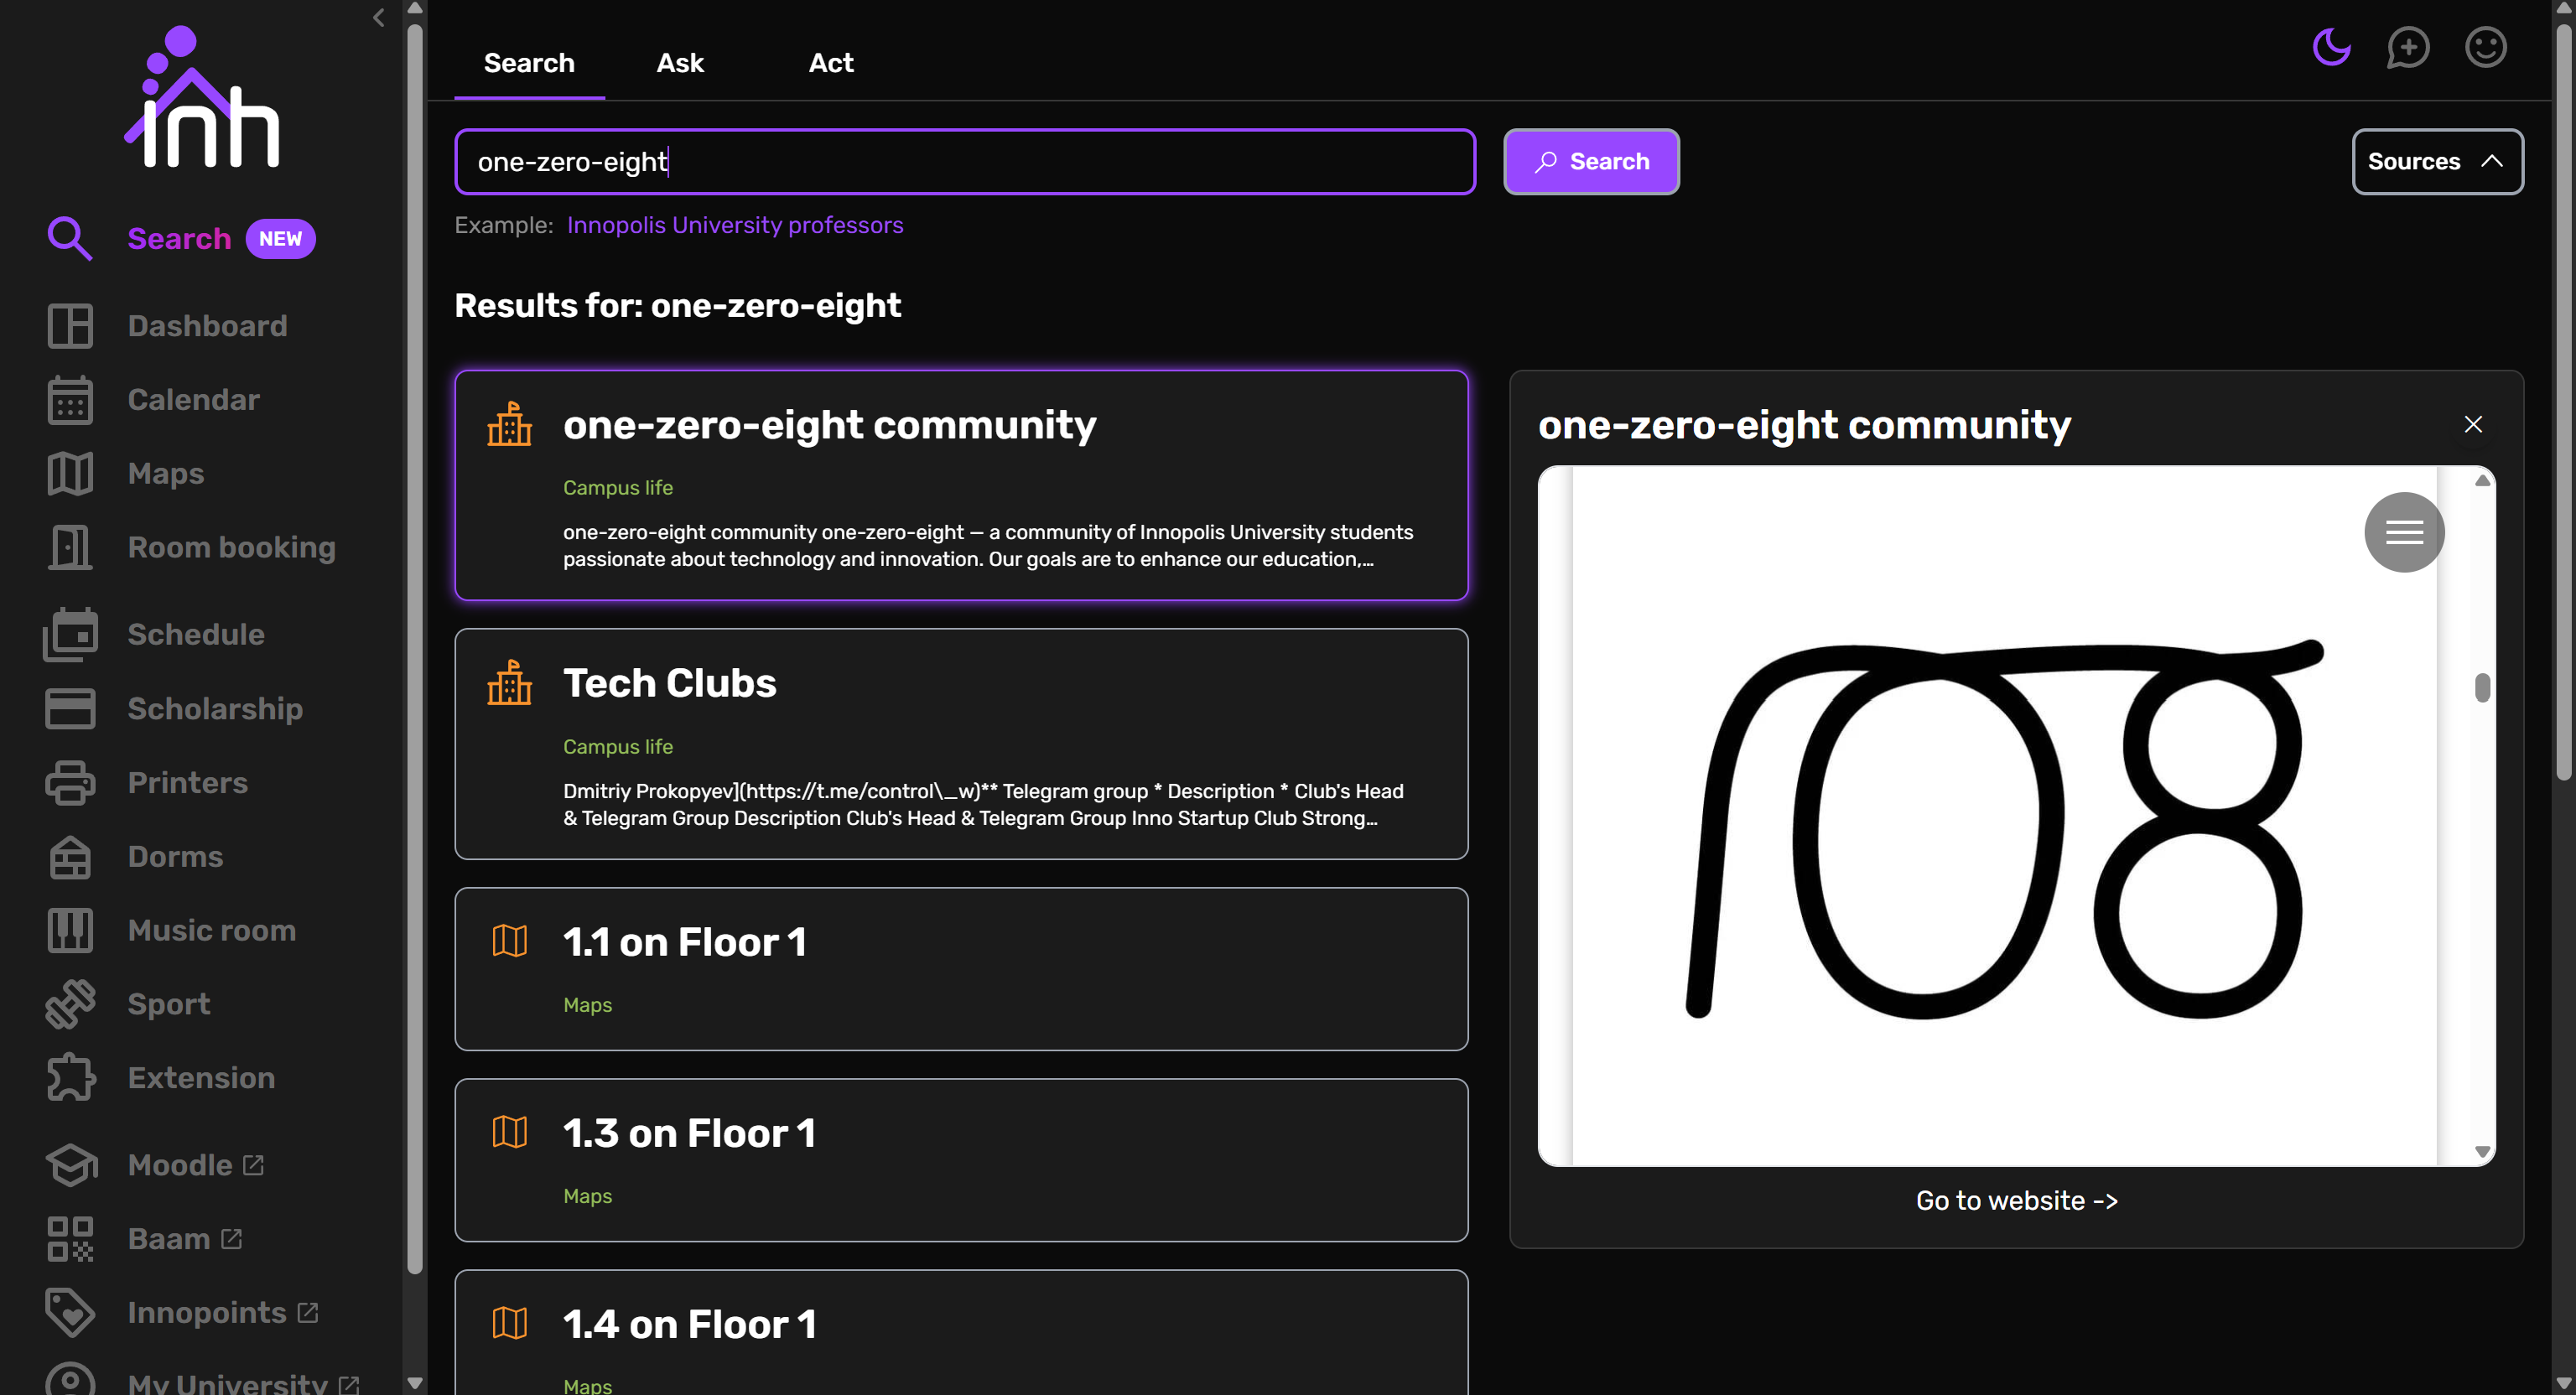 inh
Search NEW
Dashboard
Calendar
Maps
Room booking
Schedule
Scholarship
Printers
Dorms
Music room
Sport
Extension
Moodle
Baam
Innopoints
My University
Search
Ask
Act
one-zero-eight
Search
Sources
Example: Innopolis University professors
Results for: one-zero-eight
one-zero-eight community
Campus life
one-zero-eight community one-zero-eight — a community of Innopolis University students
passionate about technology and innovation. Our goals are to enhance our education,...
Tech Clubs
Campus life
Dmitriy Prokopyev](https://t.me/control\_w)** Telegram group * Description * Club's Head
& Telegram Group Description Club's Head & Telegram Group Inno Startup Club Strong...
1.1 on Floor 1
Maps
1.3 on Floor 1
Maps
1.4 on Floor 1
Maps
one-zero-eight community
108
Go to website ->